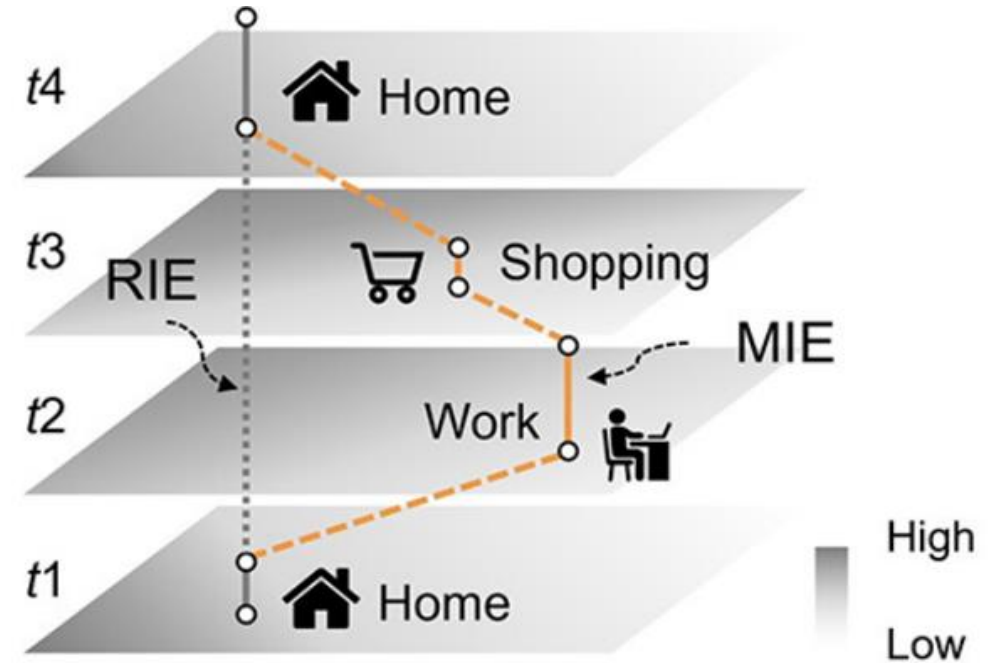 t4
Home
t3
Shopping
RIE
MIE
t2
Work
High
t1
Home
Low